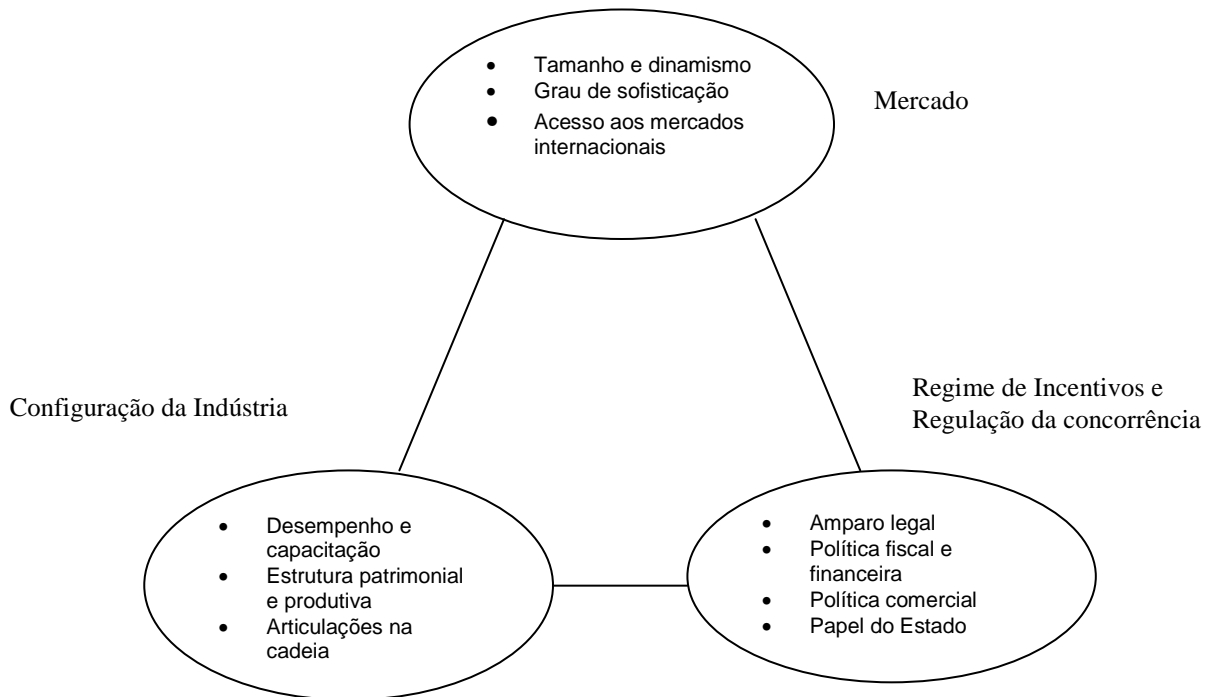 • Tamanho e dinamismo
• Grau de sofisticação
• Acesso aos mercados
internacionais
Mercado
Configuração da Indústria
Regime de Incentivos e
Regulação da concorrência
• Desempenho e
capacitação
• Estrutura patrimonial
e produtiva
• Articulações na
cadeia
• Amparo legal
• Política fiscal e
financeira
• Política comercial
• Papel do Estado